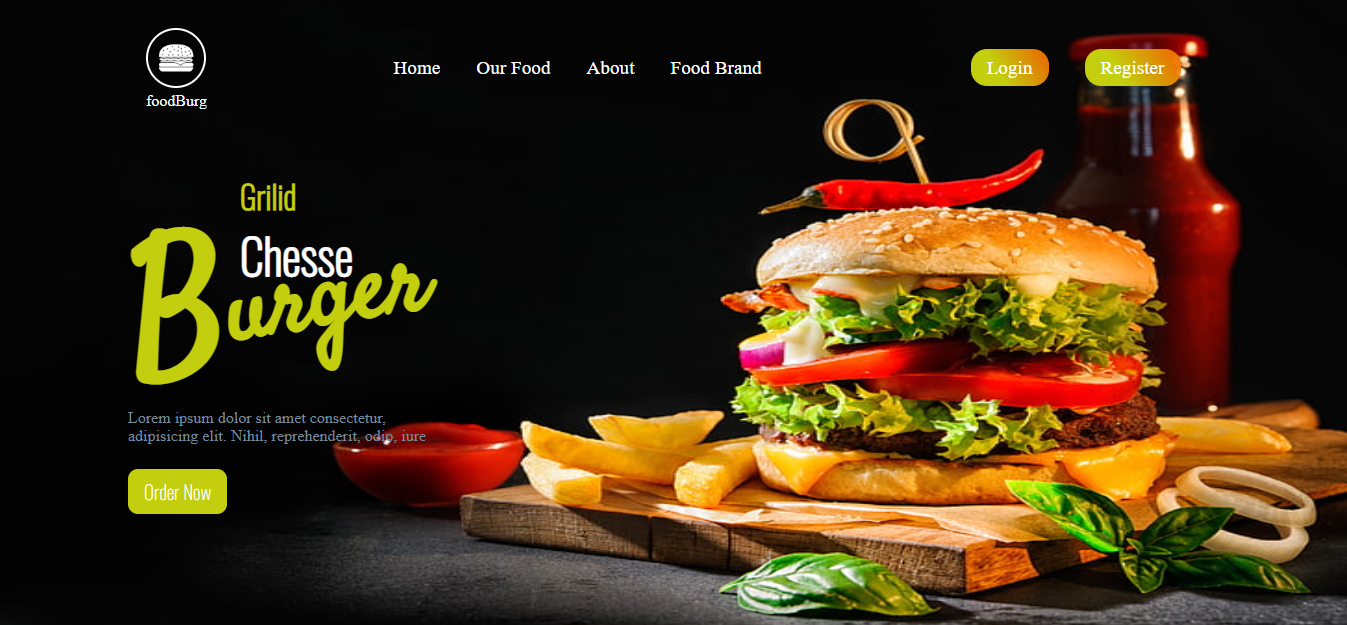 Home Our Food About Food Brand Login Register
foodBurg
Grilid
Chesse
Burger
Lorem ipsum dolor sit amet consectetur,
adipisicing elit. Nihil, reprehenderit, odio, iure
Order Now